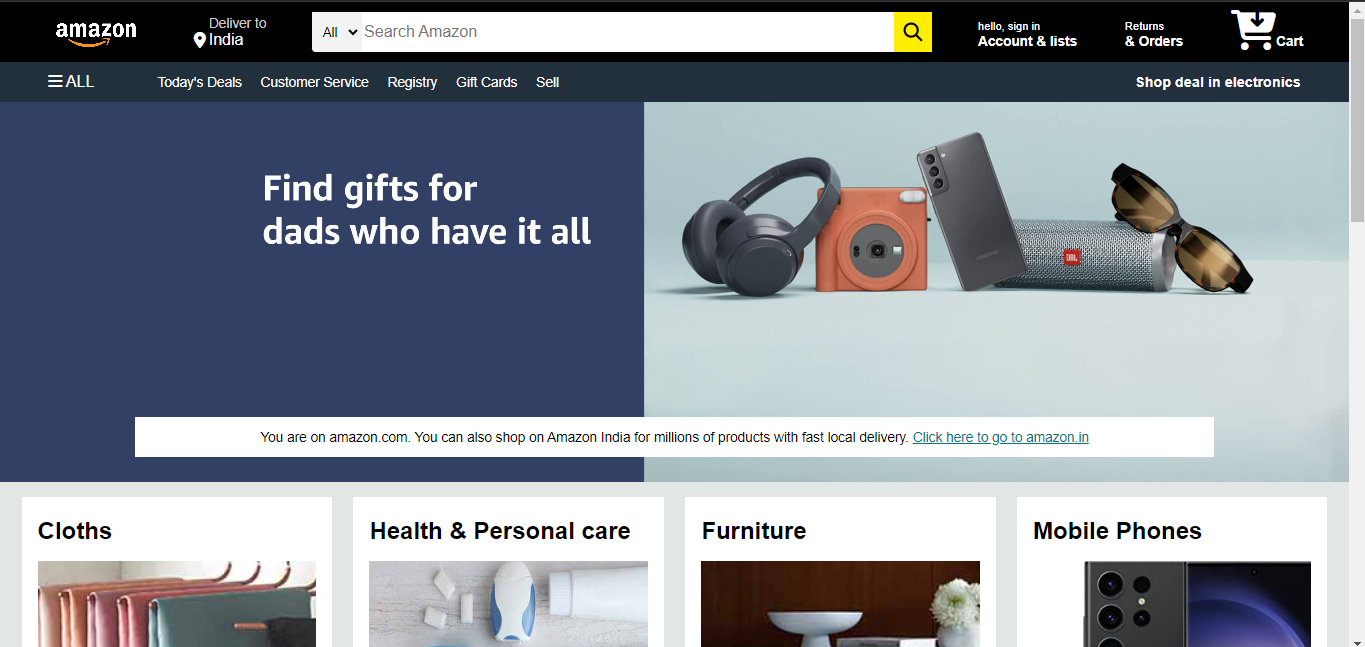 amazon
Deliver to
India
All
Search Amazon
hello, sign in
Account & lists
Returns
& Orders
Cart
ALL
Today's Deals
Customer Service
Registry
Gift Cards
Sell
Shop deal in electronics
Find gifts for
dads who have it all
SAMSUNG
JBL
You are on amazon.com. You can also shop on Amazon India for millions of products with fast local delivery. Click here to go to amazon.in
Cloths
Health & Personal care
Furniture
Mobile Phones